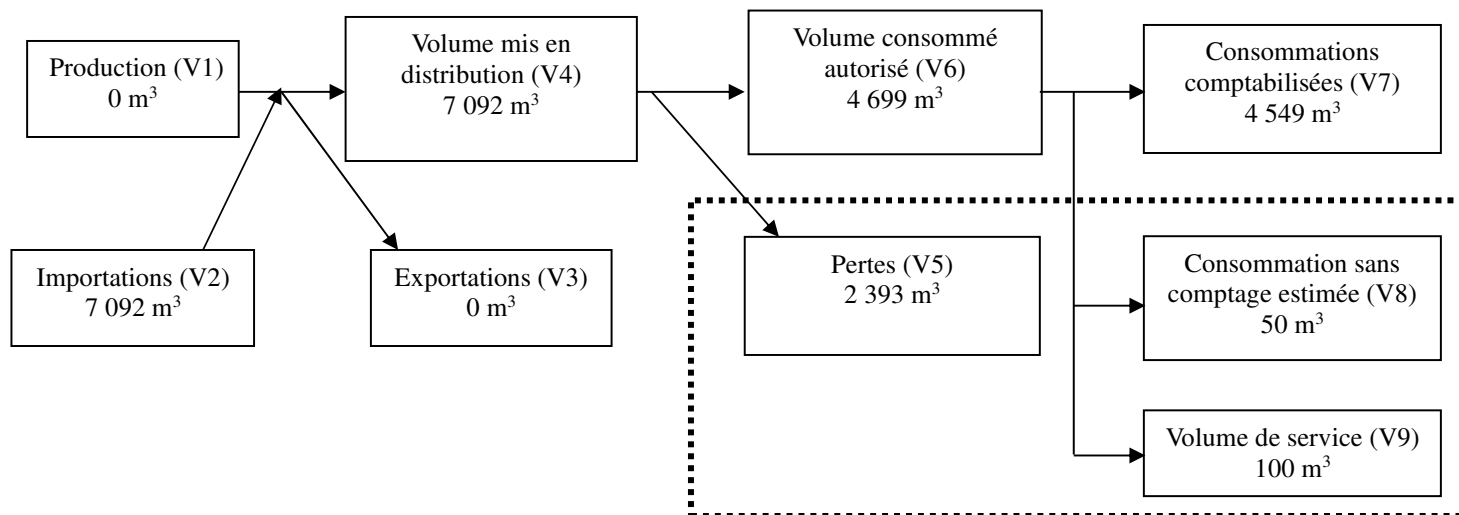 Production (V1)
0 m³
Volume mis en
distribution (V4)
7 092 m³
Volume consommé
autorisé (V6)
4 699 m³
Consommations
comptabilisées (V7)
4 549 m³
Importations (V2)
7 092 m³
Exportations (V3)
0 m³
Pertes (V5)
2 393 m³
Consommation sans
comptage estimée (V8)
50 m³
Volume de service (V9)
100 m³